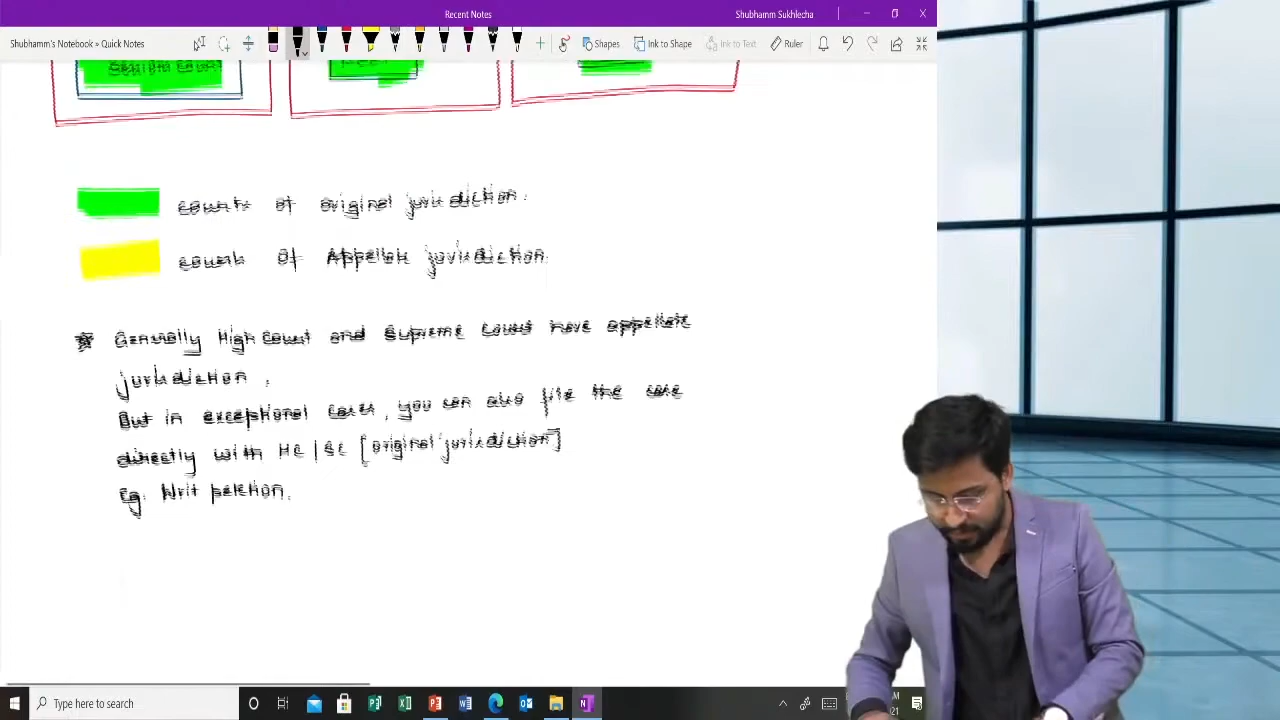 Recent Notes
Shubhamm Sukhlecha
Shubhamm's Notebook » Quick Notes
Shapes
Ink to Shape
Ink to Text
Ruler
Court
courts of original jurisdiction.
courts of Appellate jurisdiction
* Generally High Court and Supreme Court have appellate
jurisdiction.
But in exceptional cases, you can also file the case
directly with HC/SC [original jurisdiction]
Eg. Writ petition.
Type here to search